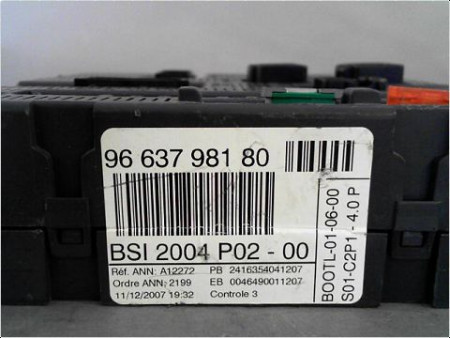 96 637 981 80
BSI 2004 P02 - 00
Réf. ANN: A12272 PB 2416354041207
Ordre ANN: 2199 EB 0046490011207
11/12/2007 19:32 Controle 3
BOOTL-01-06-00
S01-C2P1 - 4.0 P